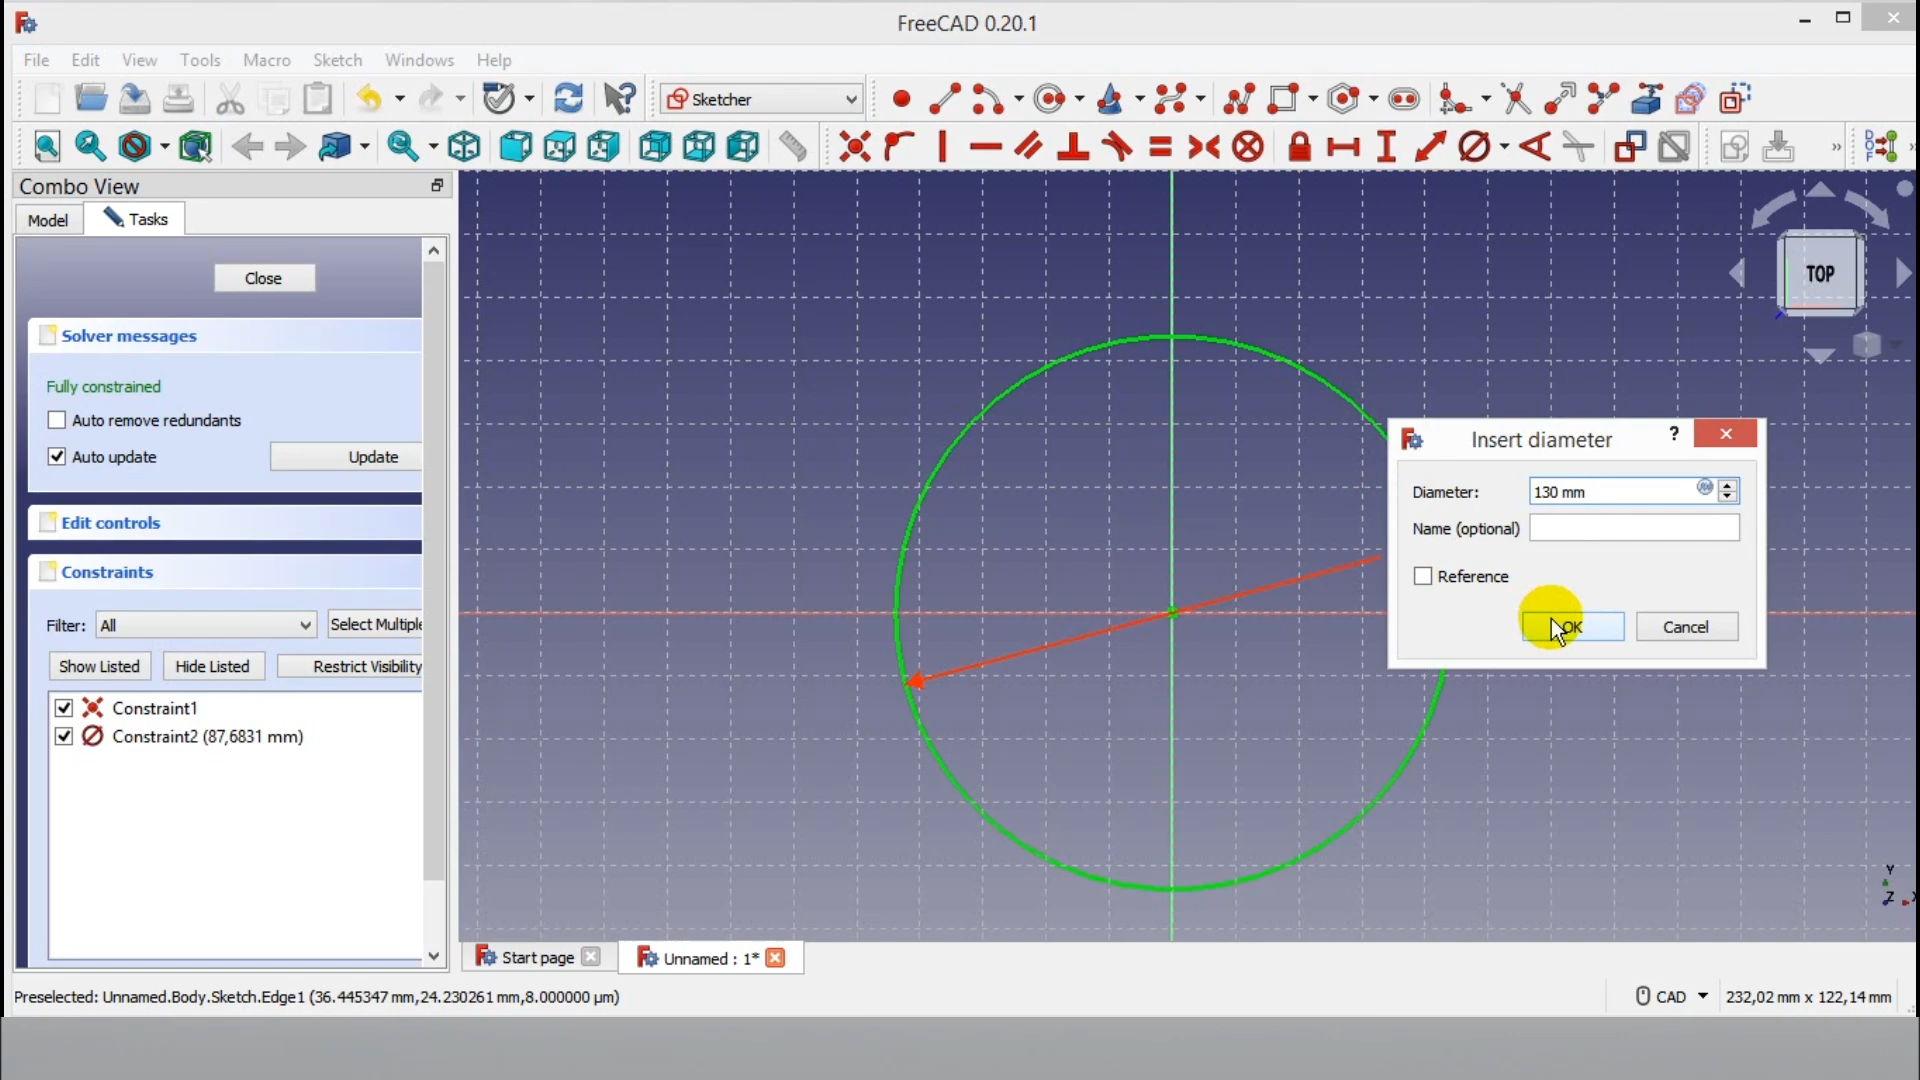 FreeCAD 0.20.1
File Edit View Tools Macro Sketch Windows Help
Sketcher
Combo View
Model Tasks
Close
Solver messages
Fully constrained
Auto remove redundants
Auto update Update
Edit controls
Constraints
Filter: All Select Multiple
Show Listed Hide Listed Restrict Visibility
Constraint1
Constraint2 (87,6831 mm)
TOP
Insert diameter ?
Diameter: 130 mm
Name (optional)
Reference
OK Cancel
Y
Z X
Start page Unnamed : 1*
Preselected: Unnamed.Body.Sketch.Edge1 (36.445347 mm,24.230261 mm,8.000000 µm)
CAD 232,02 mm x 122,14 mm